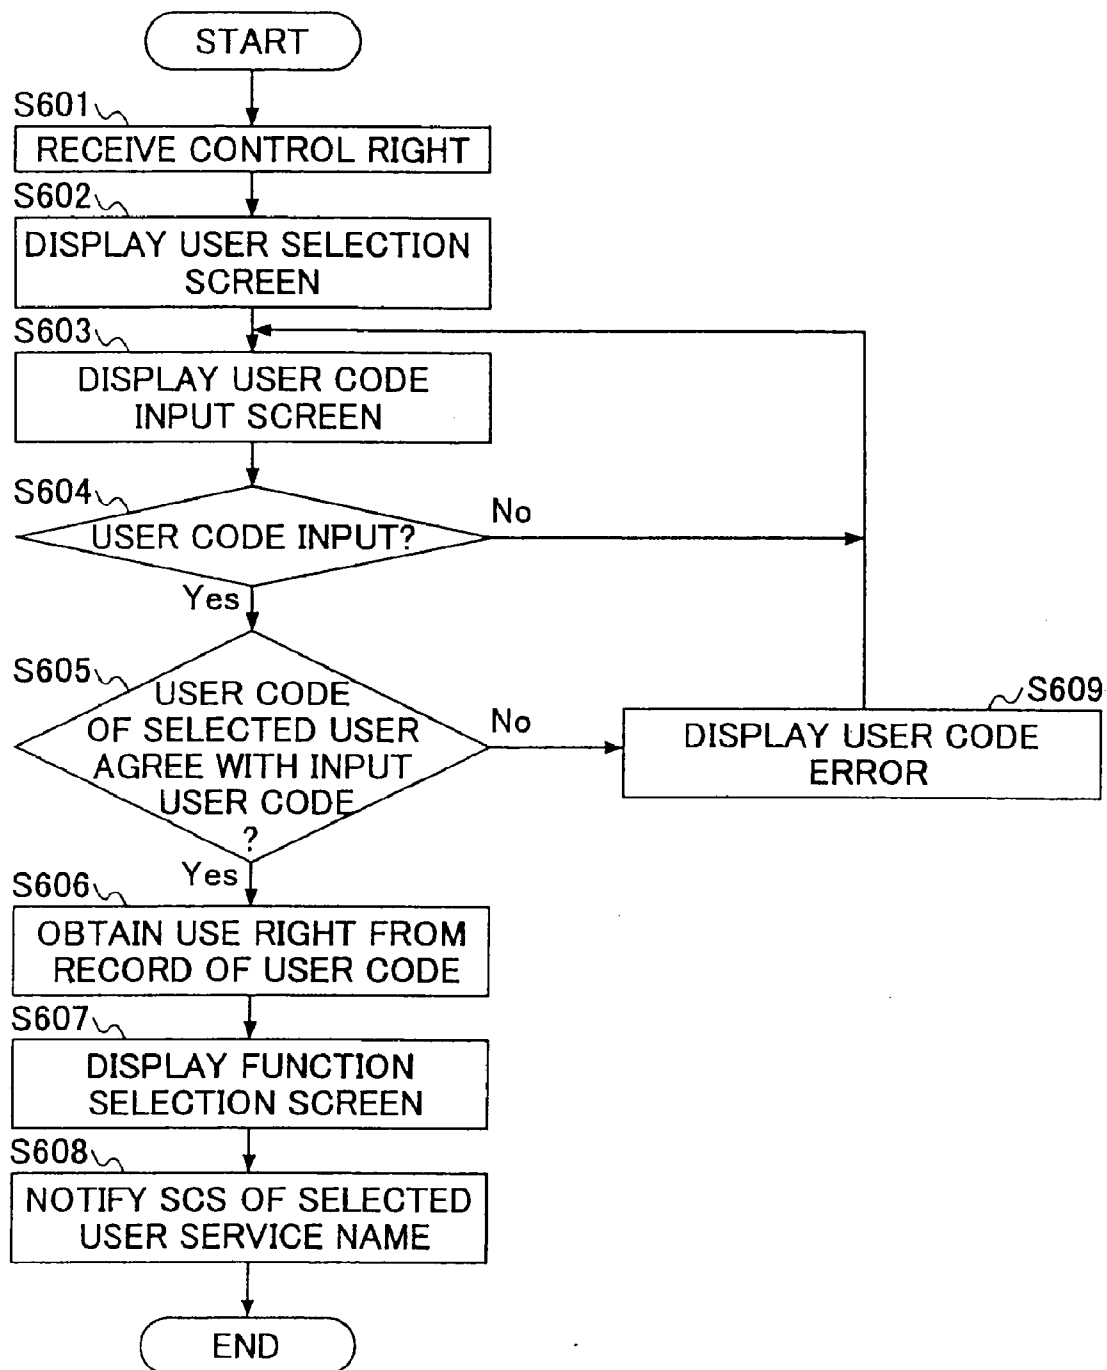 START
S601
RECEIVE CONTROL RIGHT
S602
DISPLAY USER SELECTION
SCREEN
S603
DISPLAY USER CODE
INPUT SCREEN
S604
USER CODE INPUT?
No
Yes
S605
USER CODE
OF SELECTED USER
AGREE WITH INPUT
USER CODE
?
No
S609
DISPLAY USER CODE
ERROR
Yes
S606
OBTAIN USE RIGHT FROM
RECORD OF USER CODE
S607
DISPLAY FUNCTION
SELECTION SCREEN
S608
NOTIFY SCS OF SELECTED
USER SERVICE NAME
END